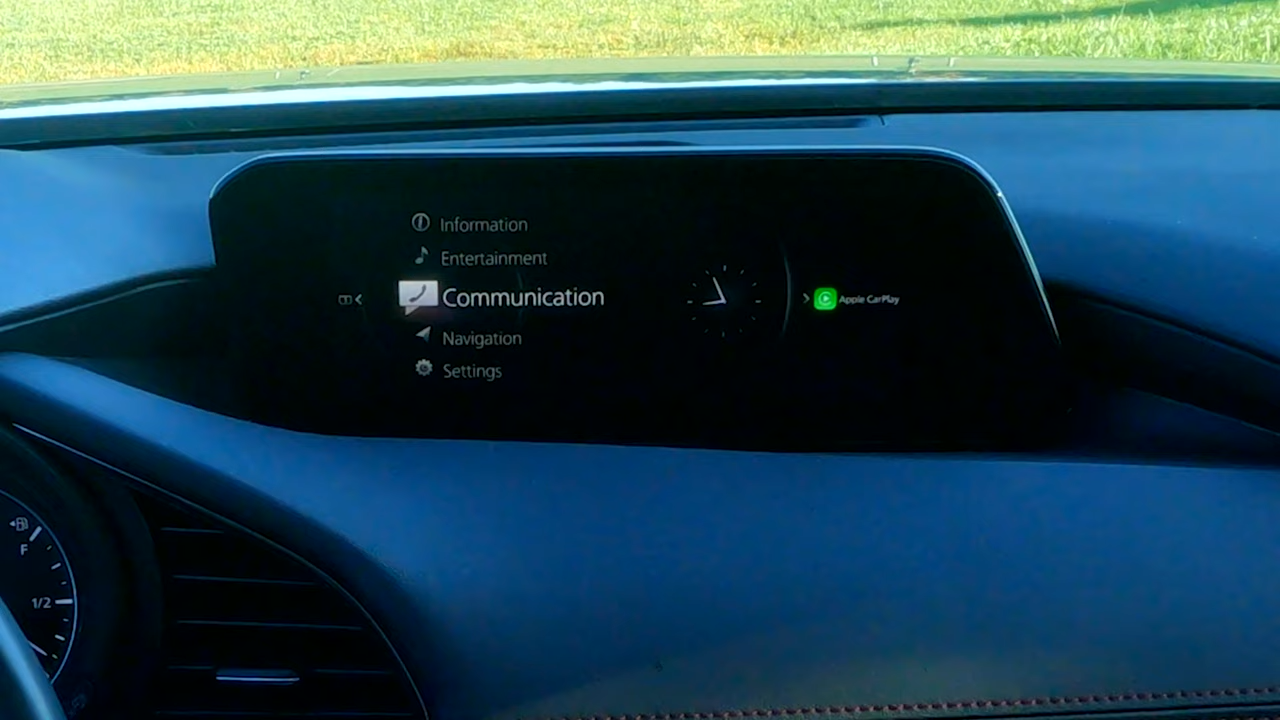 Information
Entertainment
Communication
Apple CarPlay
Navigation
Settings
F
1/2